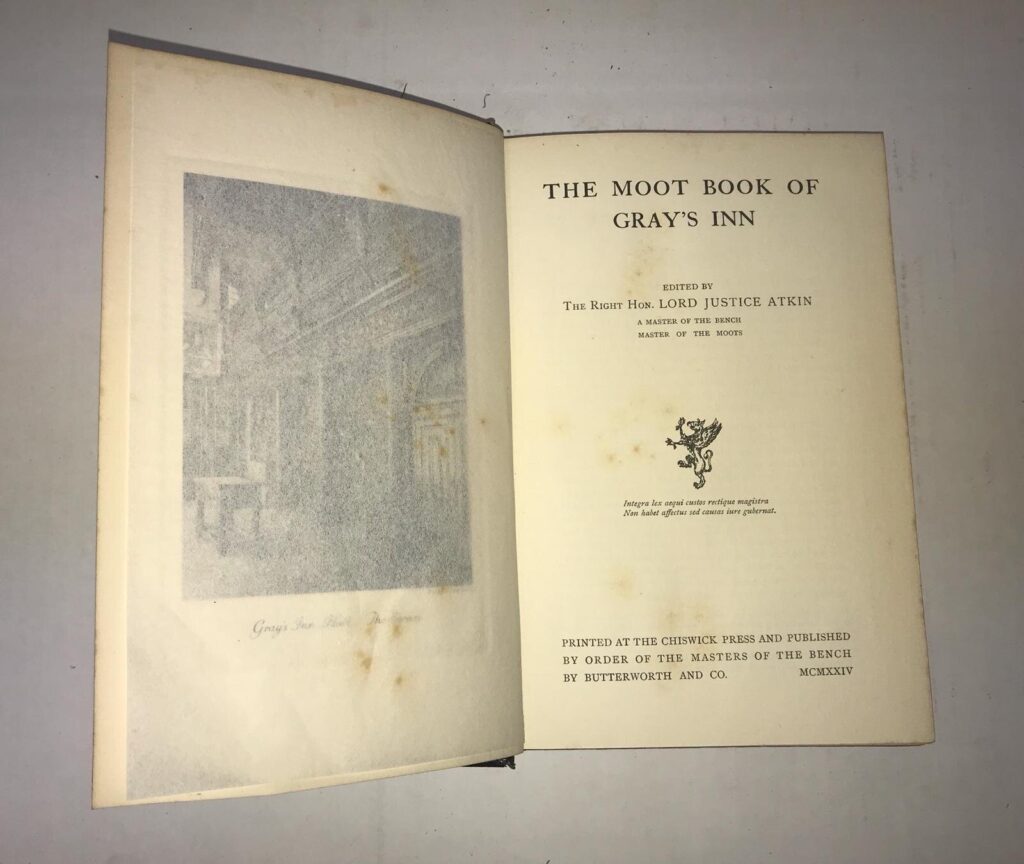 Gray's Inn
THE MOOT BOOK OF
GRAY'S INN
EDITED BY
THE RIGHT HON. LORD JUSTICE ATKIN
A MASTER OF THE BENCH
MASTER OF THE MOOTS
Integra lex aequi custos rectique magistra
Non habet affectus sed causas iure gubernat.
PRINTED AT THE CHISWICK PRESS AND PUBLISHED
BY ORDER OF THE MASTERS OF THE BENCH
BY BUTTERWORTH AND CO. MCMXXIV